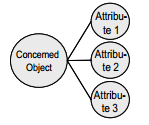 Attribu-
te 1
Concerned
Object
Attribu-
te 2
Attribu-
te 3